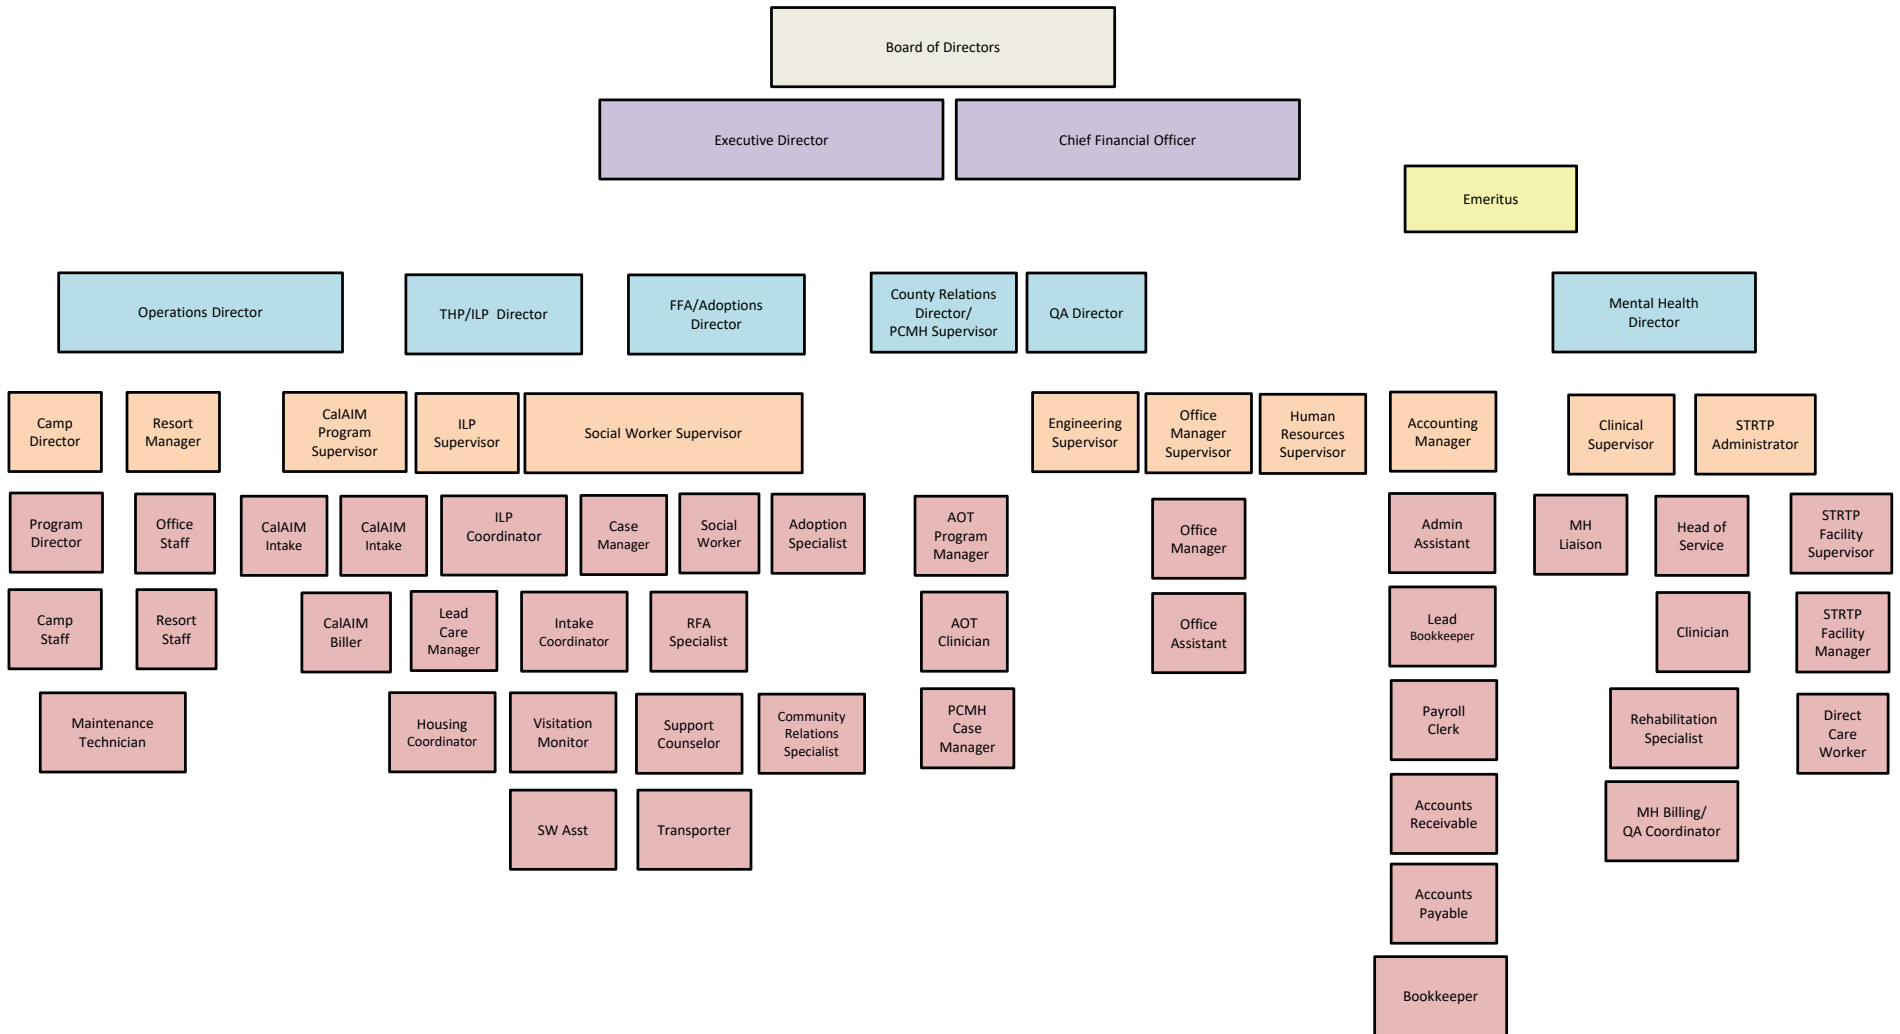 Board of Directors
Executive Director
Chief Financial Officer
Emeritus
Operations Director
THP/ILP  Director
FFA/Adoptions
Director
County Relations
Director/
PCMH Supervisor
QA Director
Mental Health
Director
Camp
Director
Resort
Manager
CalAIM
Program
Supervisor
ILP
Supervisor
Social Worker Supervisor
Engineering
Supervisor
Office
Manager
Supervisor
Human
Resources
Supervisor
Accounting
Manager
Clinical
Supervisor
STRTP
Administrator
Program
Director
Office
Staff
CalAIM
Intake
CalAIM
Intake
ILP
Coordinator
Case
Manager
Social
Worker
Adoption
Specialist
AOT
Program
Manager
Office
Manager
Admin
Assistant
MH
Liaison
Head of
Service
STRTP
Facility
Supervisor
Camp
Staff
Resort
Staff
CalAIM
Biller
Lead
Care
Manager
Intake
Coordinator
RFA
Specialist
AOT
Clinician
Office
Assistant
Lead
Bookkeeper
Clinician
STRTP
Facility
Manager
Maintenance
Technician
Housing
Coordinator
Visitation
Monitor
Support
Counselor
Community
Relations
Specialist
PCMH
Case
Manager
Payroll
Clerk
Rehabilitation
Specialist
Direct
Care
Worker
SW Asst
Transporter
Accounts
Receivable
MH Billing/
QA Coordinator
Accounts
Payable
Bookkeeper